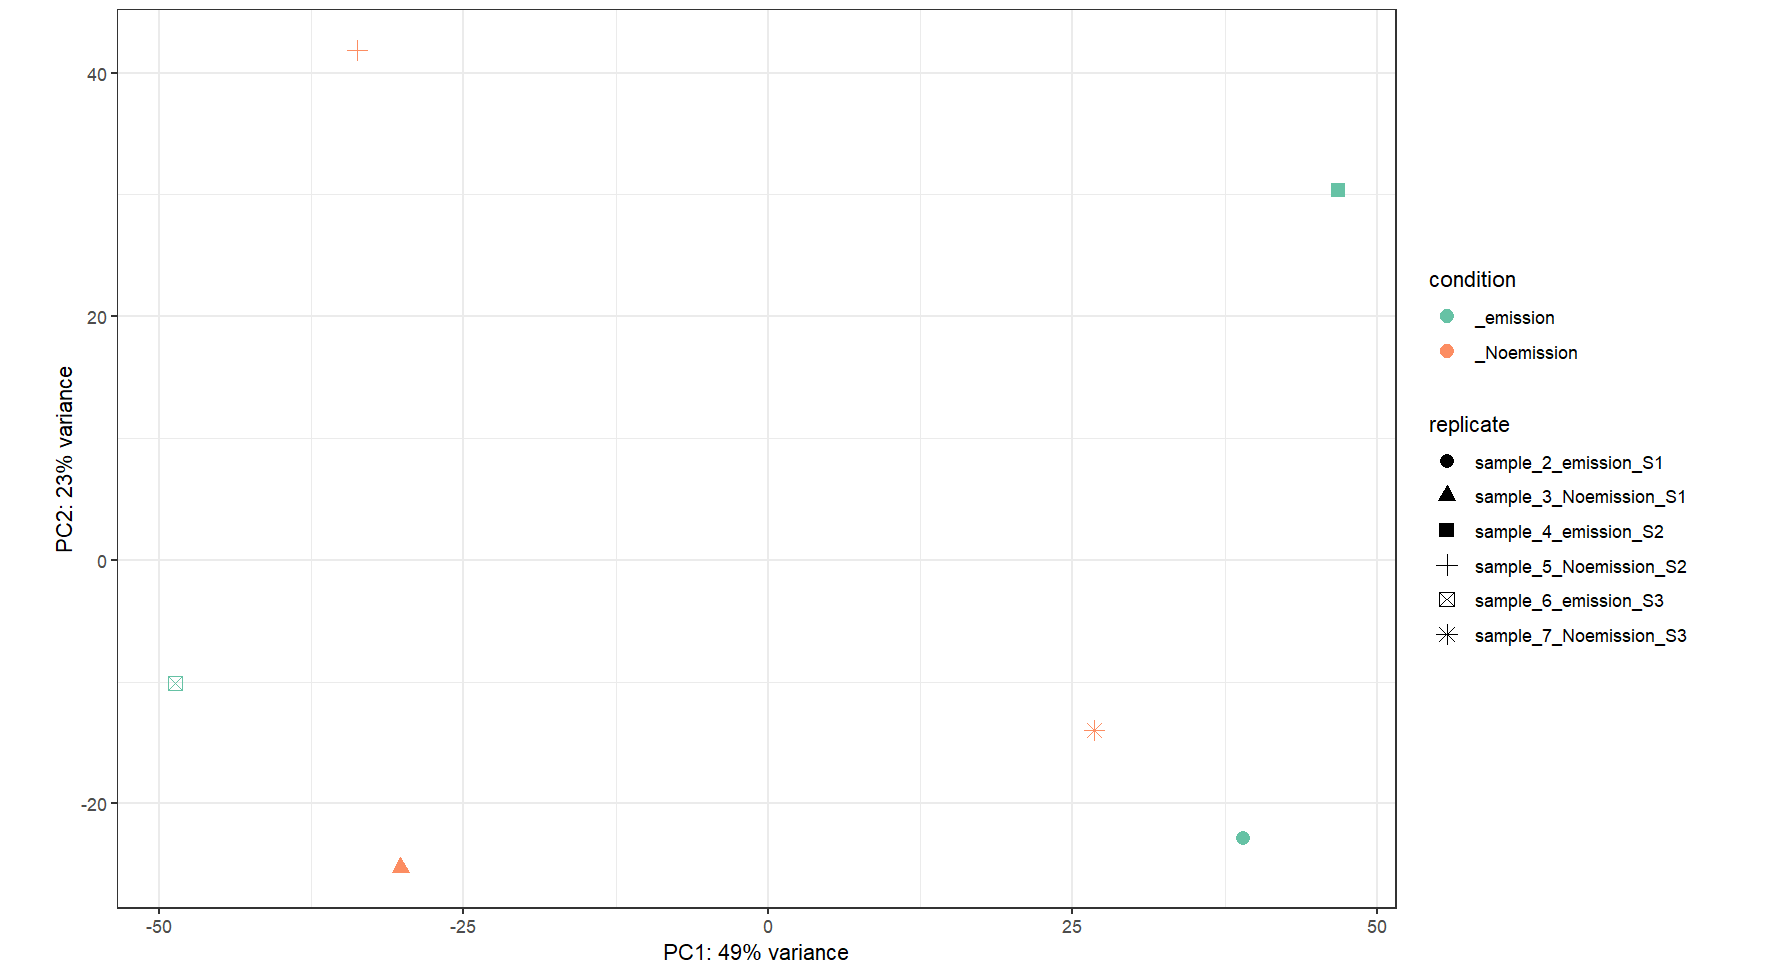 40
20
0
-20
PC2: 23% variance
-50
-25
0
25
50
PC1: 49% variance
condition
_emission
_Noemission
replicate
sample_2_emission_S1
sample_3_Noemission_S1
sample_4_emission_S2
sample_5_Noemission_S2
sample_6_emission_S3
sample_7_Noemission_S3